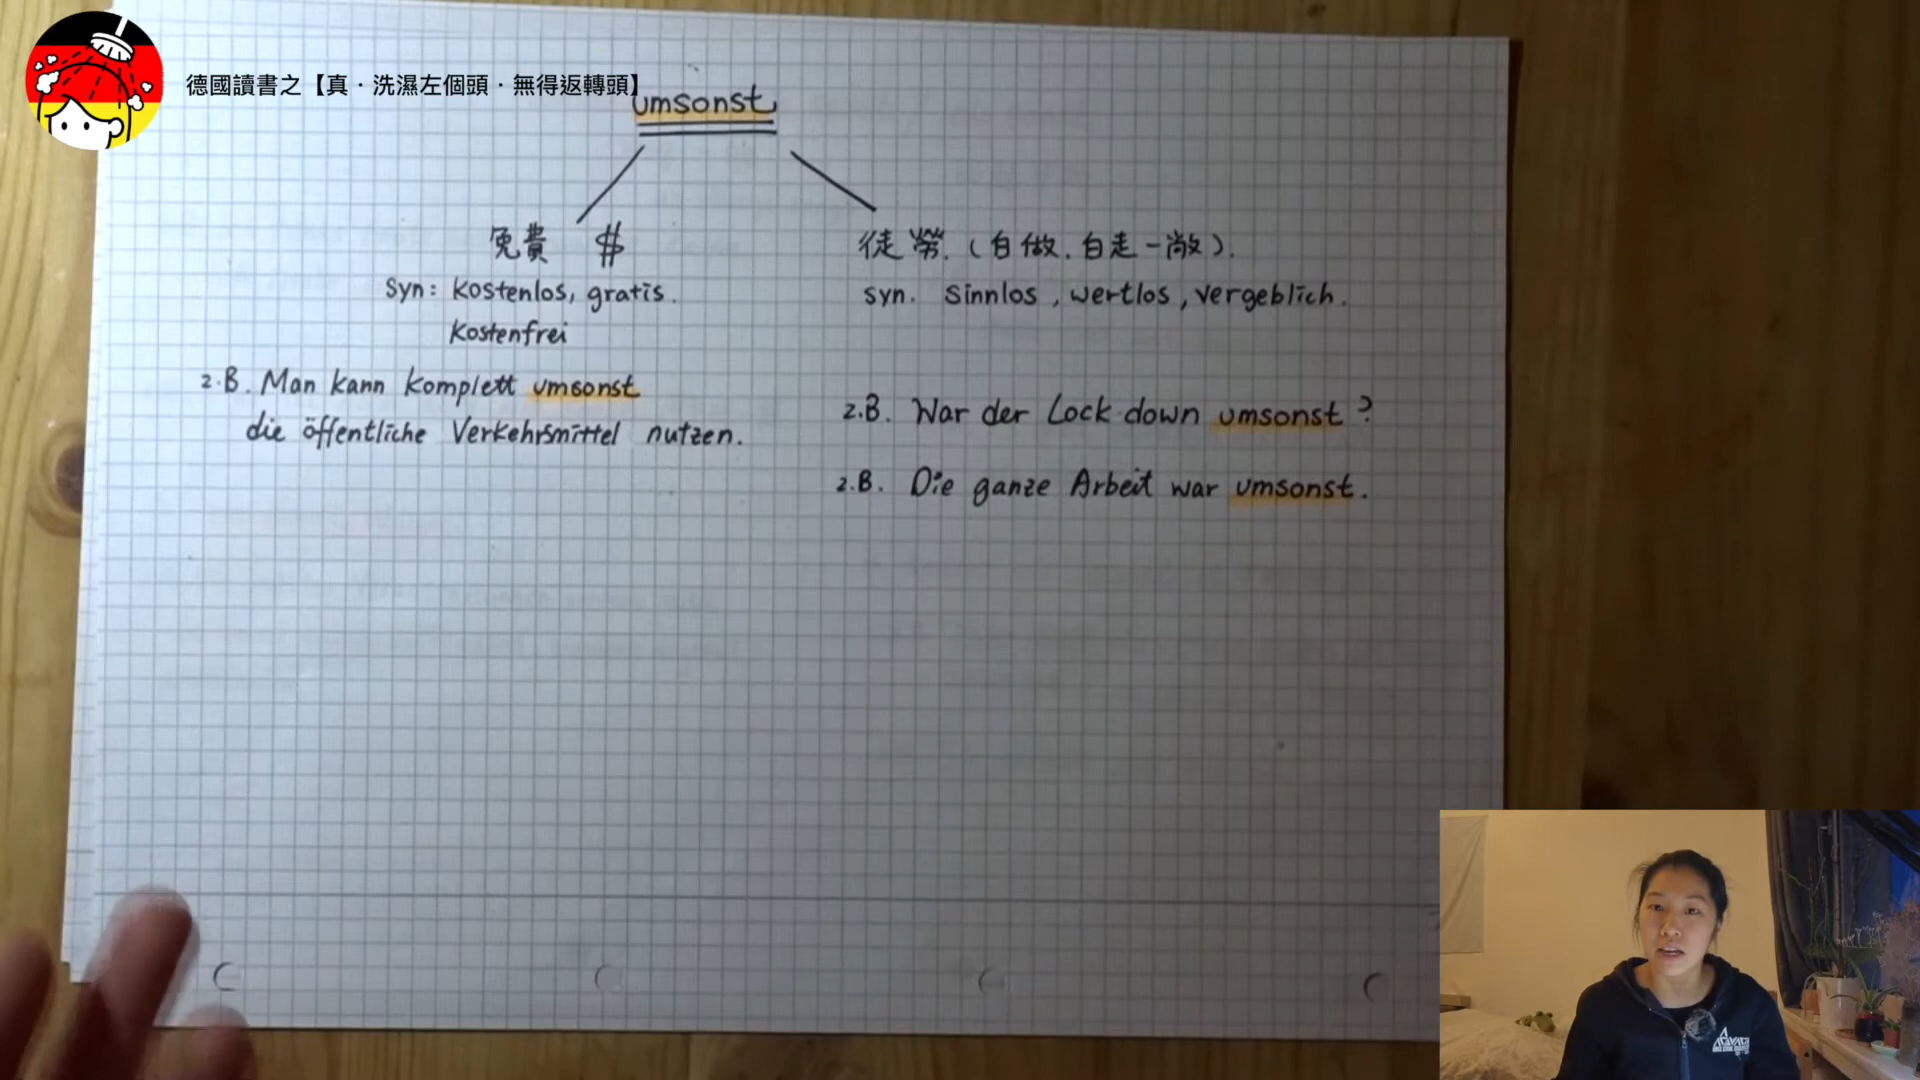 德國讀書之【真．洗濕左個頭．無得返轉頭】
umsonst
免費 $
Syn: kostenlos, gratis.
kostenfrei
z.B. Man kann komplett umsonst
die öffentliche Verkehrsmittel nutzen.
徒勞.(白做.白走一趟).
syn. sinnlos, wertlos, vergeblich.
z.B. War der Lock down umsonst?
z.B. Die ganze Arbeit war umsonst.